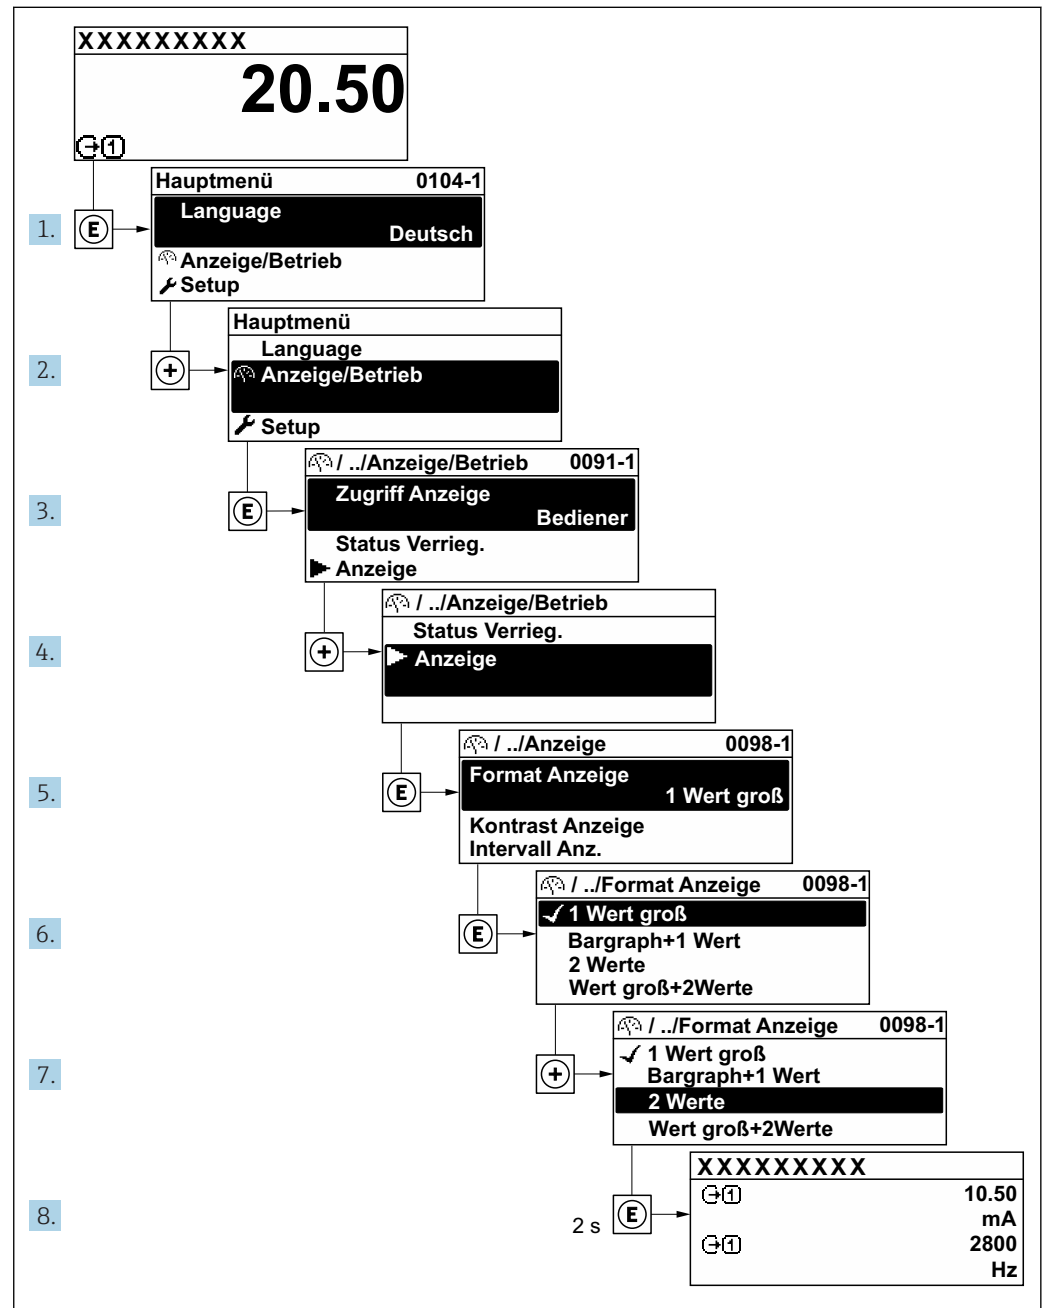 XXXXXXXXX
20.50
1
Hauptmenü 0104-1
1. E Language
Deutsch
Anzeige/Betrieb
Setup
Hauptmenü
Language
2. + Anzeige/Betrieb
Setup
/ ../Anzeige/Betrieb 0091-1
Zugriff Anzeige
3. E Bediener
Status Verrieg.
Anzeige
/ ../Anzeige/Betrieb
Status Verrieg.
4. + Anzeige
/ ../Anzeige 0098-1
Format Anzeige
5. E 1 Wert groß
Kontrast Anzeige
Intervall Anz.
/ ../Format Anzeige 0098-1
1 Wert groß
6. E Bargraph+1 Wert
2 Werte
Wert groß+2Werte
/ ../Format Anzeige 0098-1
1 Wert groß
7. + Bargraph+1 Wert
2 Werte
Wert groß+2Werte
XXXXXXXXX
1 10.50
8. 2 s E mA
1 2800
Hz